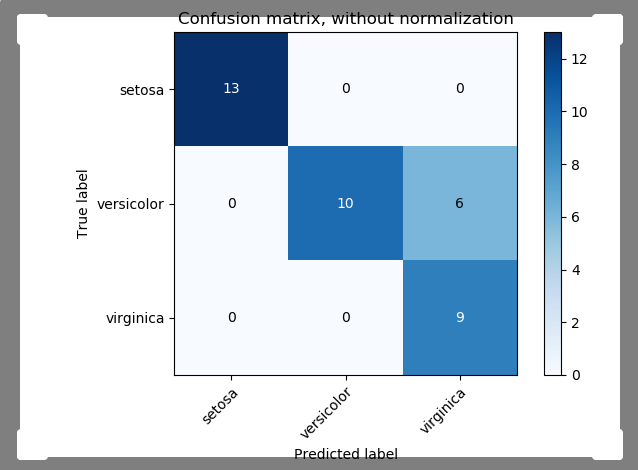 Confusion matrix, without normalization
setosa 13 0 0
versicolor 0 10 6
virginica 0 0 9
True label
setosa versicolor virginica
Predicted label
12
10
8
6
4
2
0